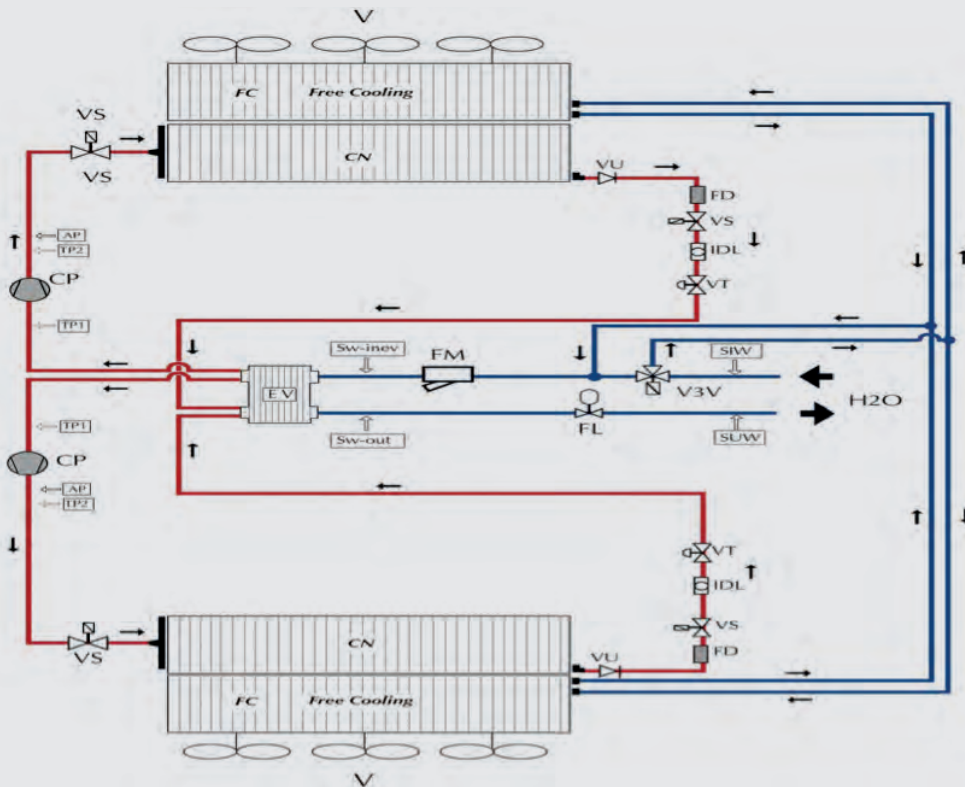 V
FC Free Cooling
VS
CN
VS
VU
FD
AP
VS
TP2
IDL
CP
VT
TP1
Sw-inev
FM
SIW
EV
V3V
H2O
TP1
Sw-out
FL
SUW
CP
AP
TP2
VT
IDL
VS
CN
VS
VU
FD
FC Free Cooling
V